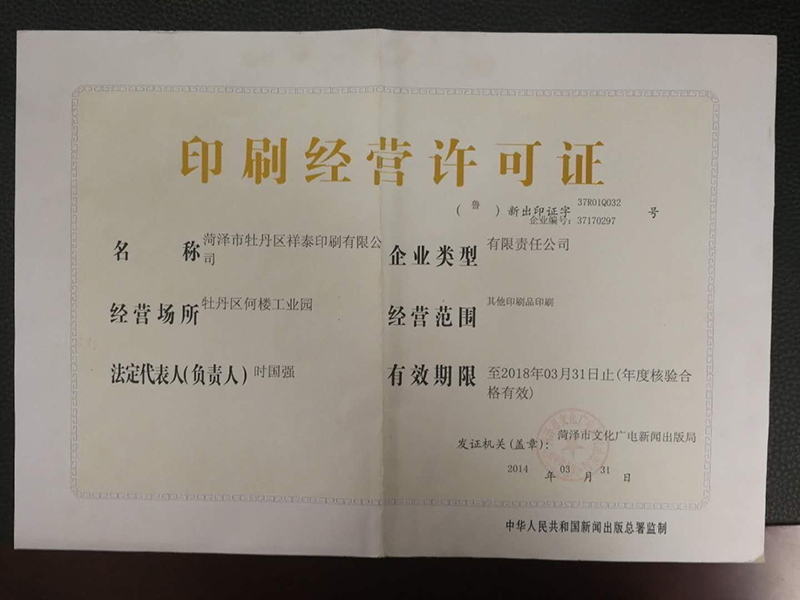 印刷经营许可证
(鲁)新出印证字 37R01Q032 号
企业编号：37170297
名称 菏泽市牡丹区祥泰印刷有限公
司
企业类型 有限责任公司
经营场所 牡丹区何楼工业园
经营范围 其他印刷品印刷
法定代表人(负责人) 时国强
有效期限 至2018年03月31日止(年度核验合
格有效)
发证机关(盖章)：菏泽市文化广电新闻出版局
2014 年 03 月 31 日
中华人民共和国新闻出版总署监制